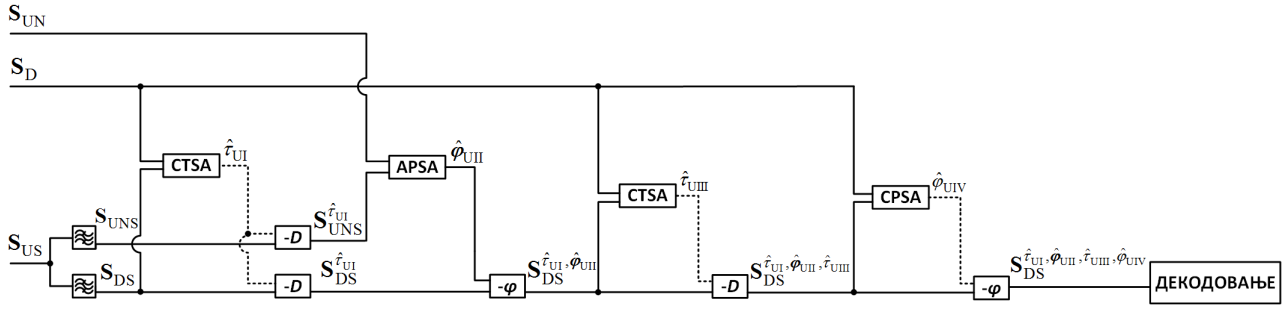 S_UN
S_D
CTSA
τ̂_UI
APSA
φ̂_UII
CTSA
τ̂_UIII
CPSA
φ̂_UIV
S_US
S_UNS
-D
S_UNS^τ̂_UI
S_DS
-D
S_DS^τ̂_UI
-φ
S_DS^τ̂_UI,φ̂_UII
-D
S_DS^τ̂_UI,φ̂_UII,τ̂_UIII
-φ
S_DS^τ̂_UI,φ̂_UII,τ̂_UIII,φ̂_UIV
ДЕКОДОВАЊЕ